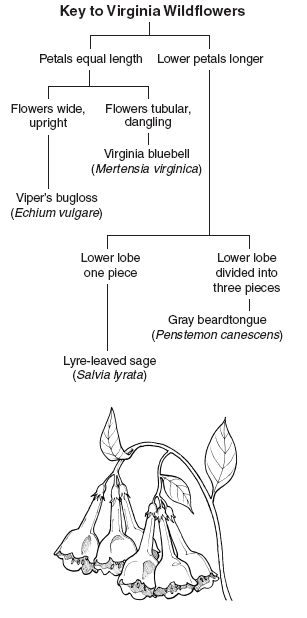 Key to Virginia Wildflowers
Petals equal length
Lower petals longer
Flowers wide,
upright
Flowers tubular,
dangling
Virginia bluebell
(Mertensia virginica)
Viper's bugloss
(Echium vulgare)
Lower lobe
one piece
Lower lobe
divided into
three pieces
Gray beardtongue
(Penstemon canescens)
Lyre-leaved sage
(Salvia lyrata)